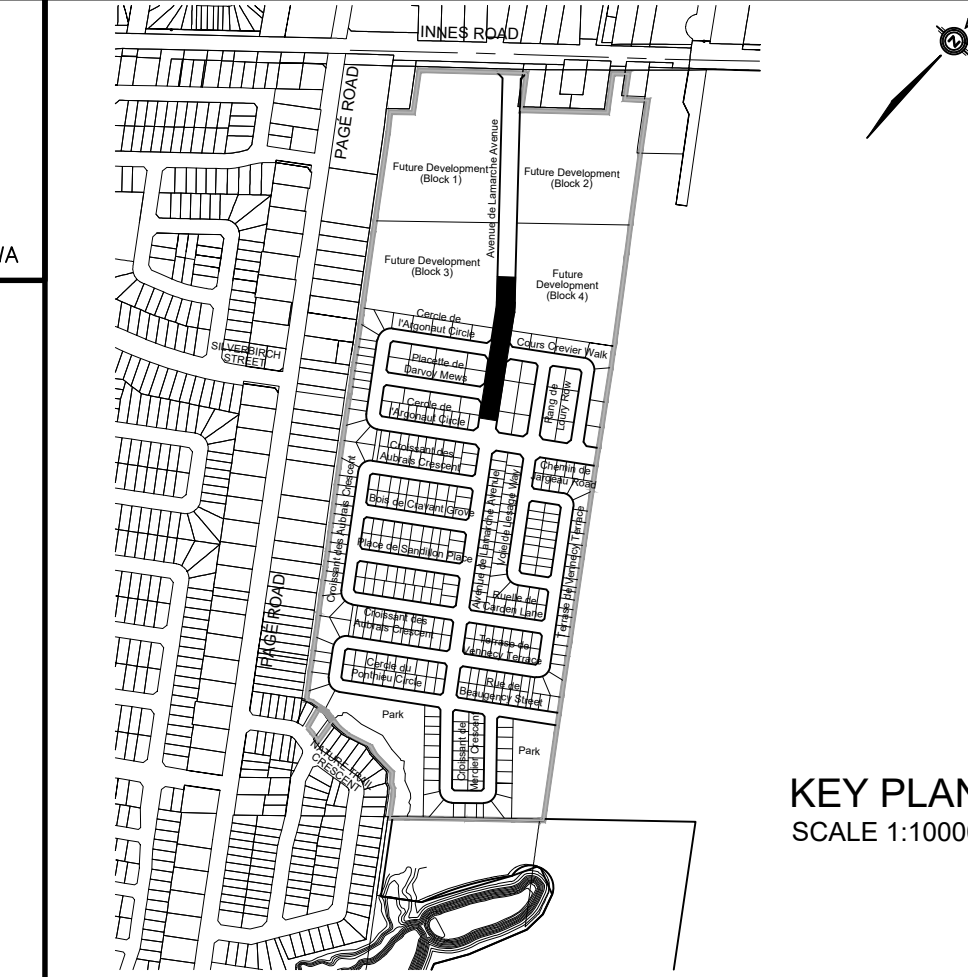 INNES ROAD
PAGÉ ROAD
Avenue de Lamarche Avenue
Future Development
(Block 1)
Future Development
(Block 2)
Future Development
(Block 3)
Future
Development
(Block 4)
Cercle de
l'Argonaut Circle
Cours Crevier Walk
SILVERBIRCH
STREET
Placette de
Darvoy Mews
Rang de
Loury Row
Cercle de
l'Argonaut Circle
Croissant des
Aubrais Crescent
Chemin de
Jargeau Road
Croissant des Aubrais Crescent
Bois de Cravant Grove
Avenue de Lamarche Avenue
Voie de Lesage Way
Terrasse de Vennecy Terrace
Place de Sandillon Place
Ruelle de
Carden Lane
PAGÉ ROAD
Croissant des
Aubrais Crescent
Terrasse de
Vennecy Terrace
Cercle du
Ponthieu Circle
Rue de
Beaugency Street
Park
Croissant de
Mercier Crescent
Park
NATURE TRAIL
CRESCENT
KEY PLAN
SCALE 1:10000
/A
N